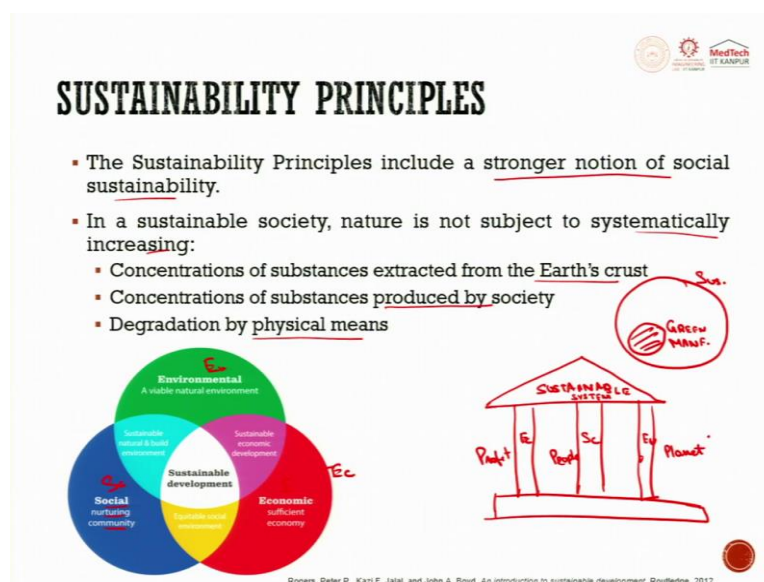 MedTech
IIT KANPUR
SUSTAINABILITY PRINCIPLES
▪ The Sustainability Principles include a stronger notion of social
sustainability.
▪ In a sustainable society, nature is not subject to systematically
increasing:
▪ Concentrations of substances extracted from the Earth's crust
▪ Concentrations of substances produced by society
▪ Degradation by physical means
Sus.
GREEN
MANF.
En
Environmental
A viable natural environment
Sustainable
natural & build
environment
Sustainable
economic
development
Sustainable
development
Social
nurturing
community
Equitable social
environment
Economic
sufficient
economy
Ec
SUSTAINABLE
SYSTEM
Profit
Ec
People
Sc
Planet
Rogers, Peter P., Kazi F. Jalal, and John A. Boyd. An introduction to sustainable development. Routledge, 2012.